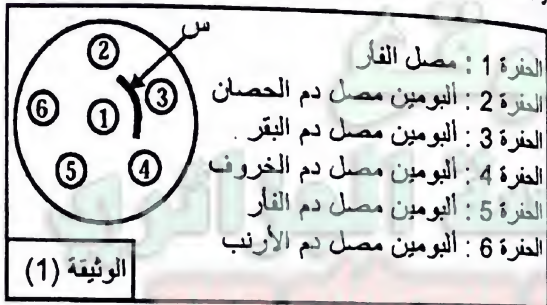 س
② ③ ① ⑥ ⑤ ④
الحفرة 1 : مصل الفأر
الحفرة 2 : ألبومين مصل دم الحصان
الحفرة 3 : ألبومين مصل دم البقر .
الحفرة 4 : ألبومين مصل دم الخروف
الحفرة 5 : ألبومين مصل دم الفأر
الحفرة 6 : ألبومين مصل دم الأرنب
الوثيقة (1)